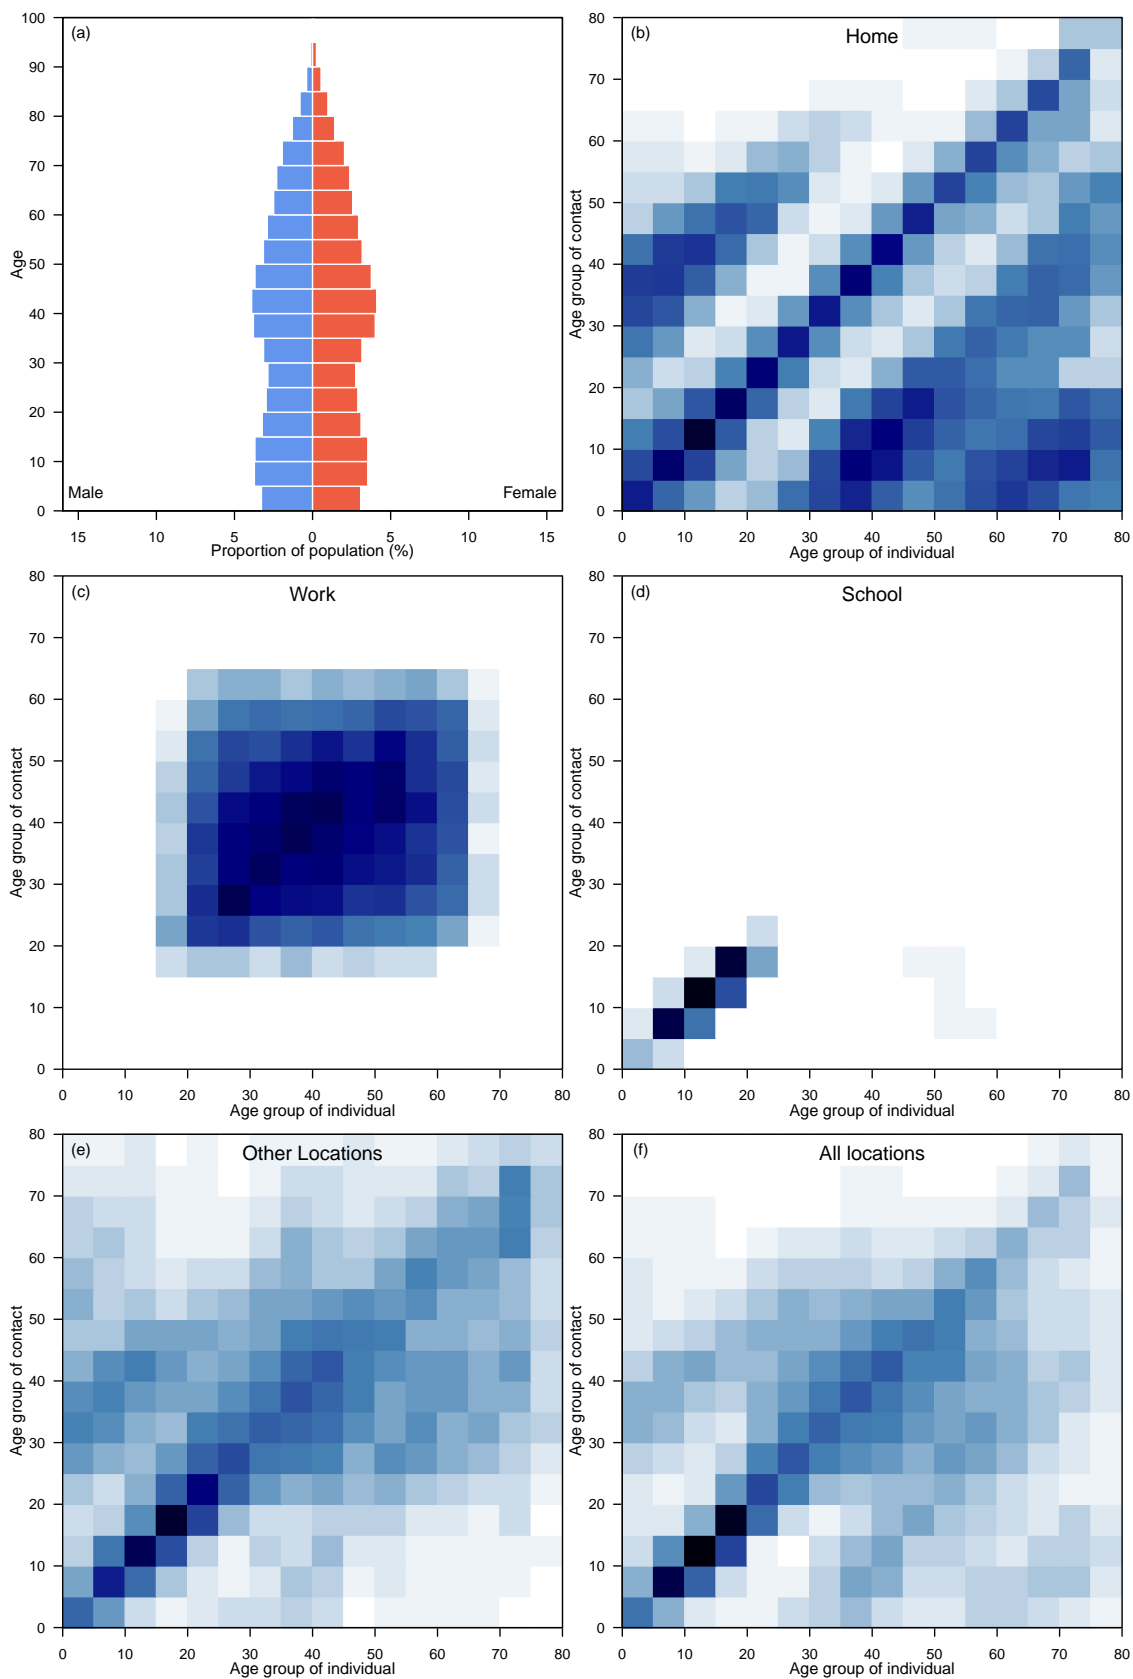 (a)
100
90
80
70
60
50
40
30
20
10
0
Age
Male
Female
15 10 5 0 5 10 15
Proportion of population (%)
(b)
Home
80
70
60
50
40
30
20
10
0
Age group of contact
0 10 20 30 40 50 60 70 80
Age group of individual
(c)
Work
80
70
60
50
40
30
20
10
0
Age group of contact
0 10 20 30 40 50 60 70 80
Age group of individual
(d)
School
80
70
60
50
40
30
20
10
0
Age group of contact
0 10 20 30 40 50 60 70 80
Age group of individual
(e)
Other Locations
80
70
60
50
40
30
20
10
0
Age group of contact
0 10 20 30 40 50 60 70 80
Age group of individual
(f)
All locations
80
70
60
50
40
30
20
10
0
Age group of contact
0 10 20 30 40 50 60 70 80
Age group of individual